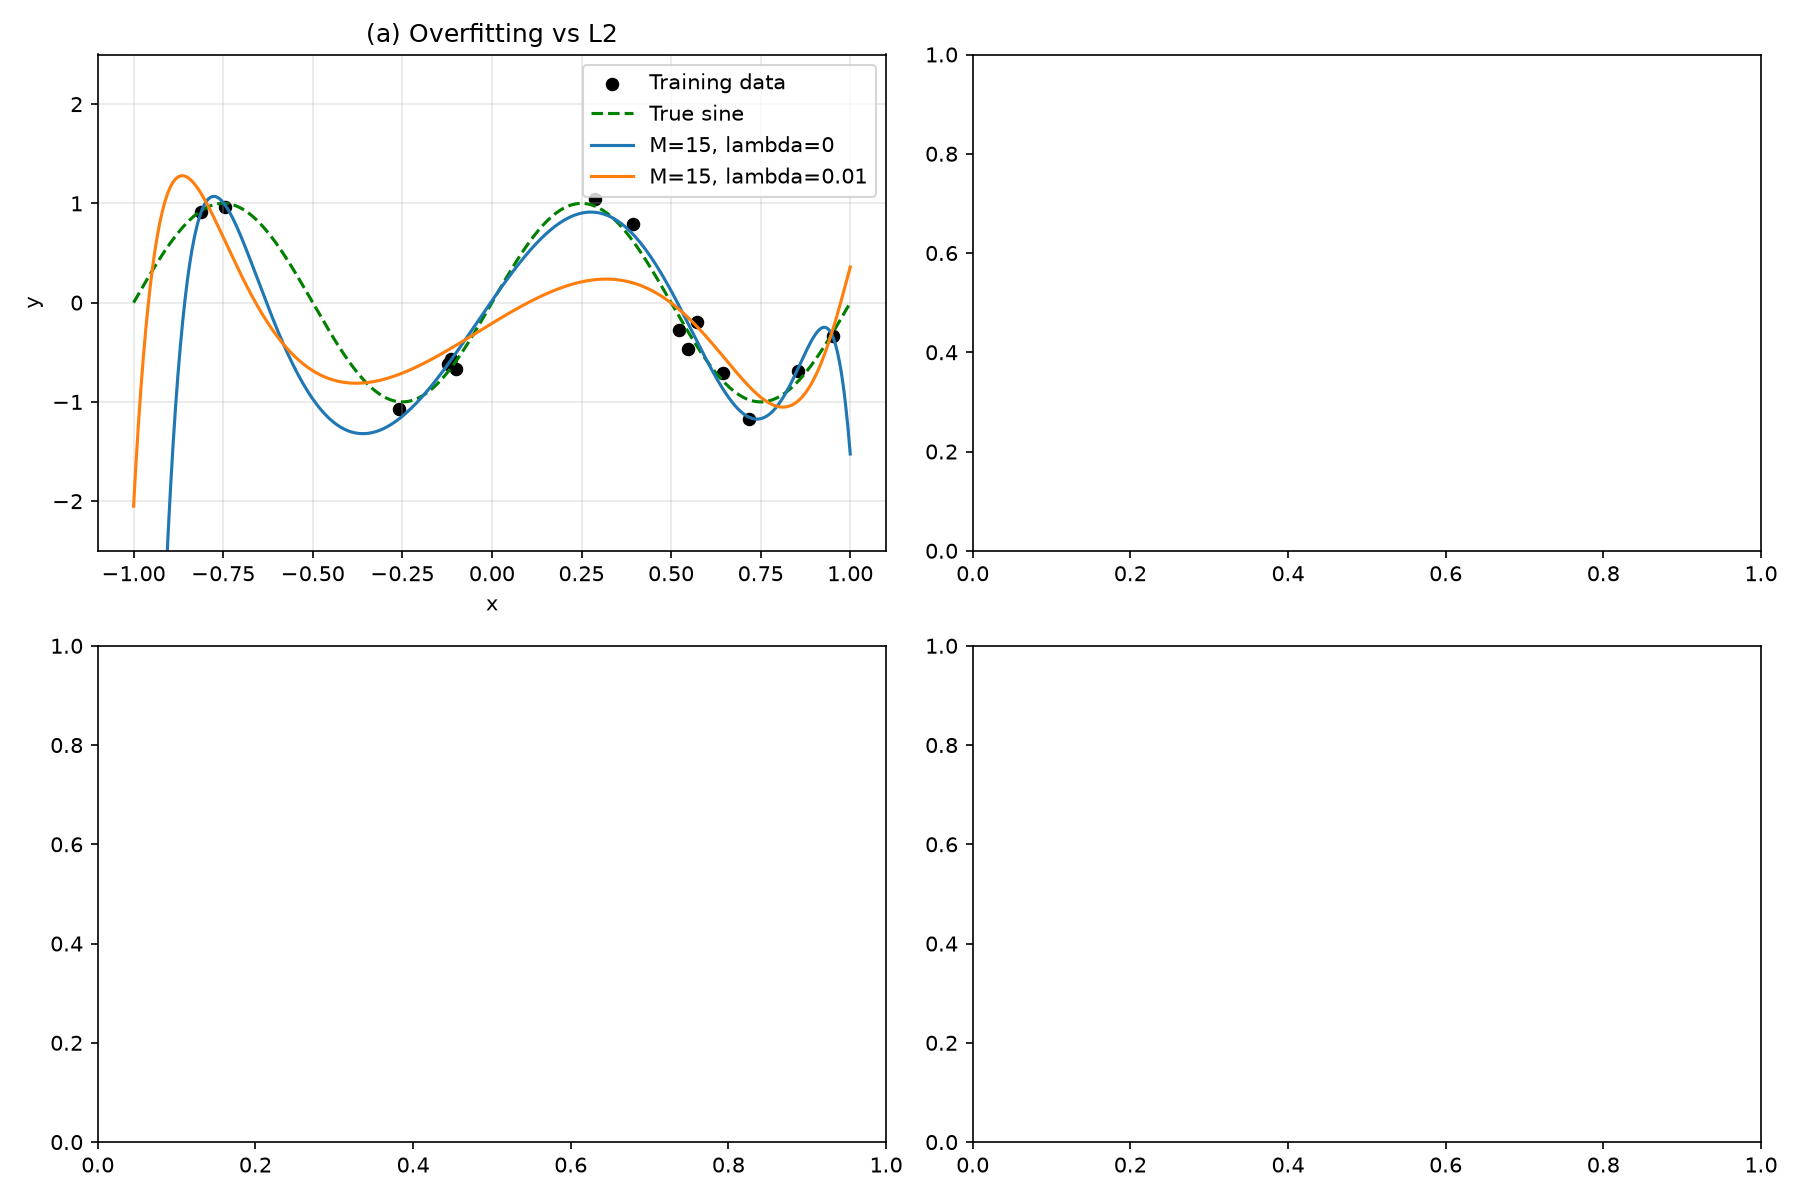 (a) Overfitting vs L2
Training data
True sine
M=15, lambda=0
M=15, lambda=0.01
2
1
0
−1
−2
y
−1.00 −0.75 −0.50 −0.25 0.00 0.25 0.50 0.75 1.00
x
1.0
0.8
0.6
0.4
0.2
0.0
0.0 0.2 0.4 0.6 0.8 1.0
1.0
0.8
0.6
0.4
0.2
0.0
0.0 0.2 0.4 0.6 0.8 1.0
1.0
0.8
0.6
0.4
0.2
0.0
0.0 0.2 0.4 0.6 0.8 1.0